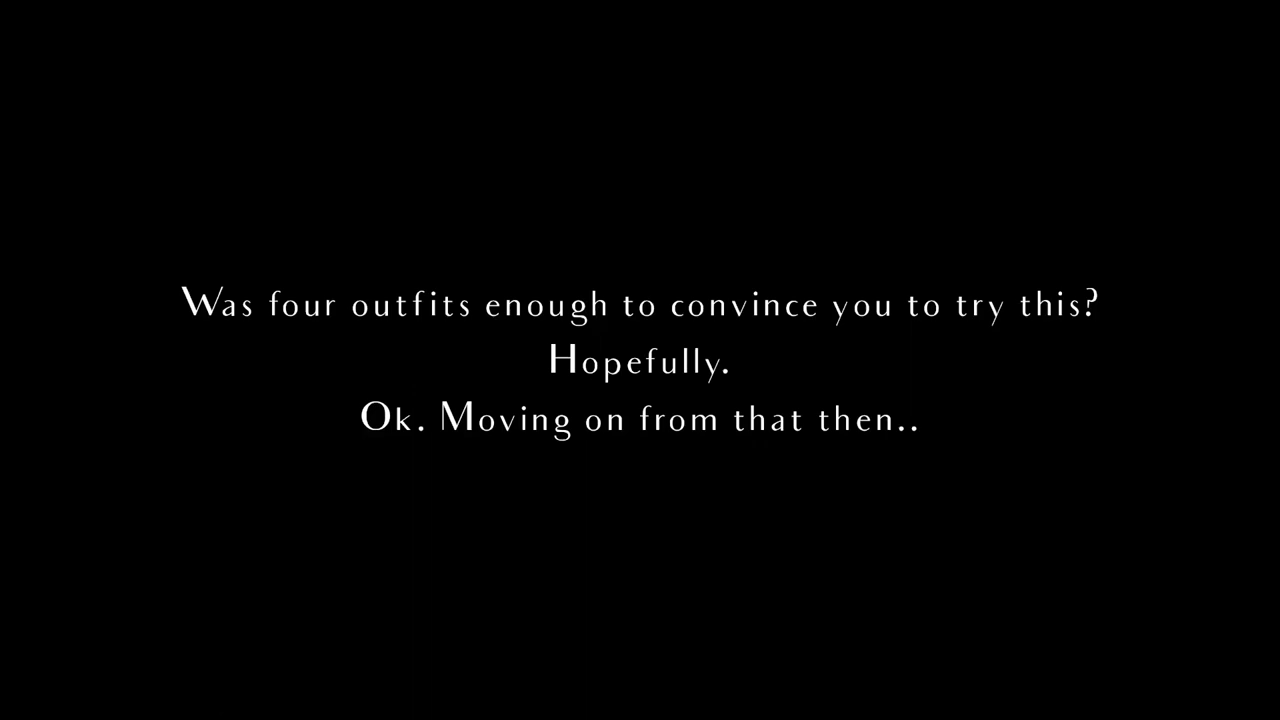 Was four outfits enough to convince you to try this?
Hopefully.
Ok. Moving on from that then..